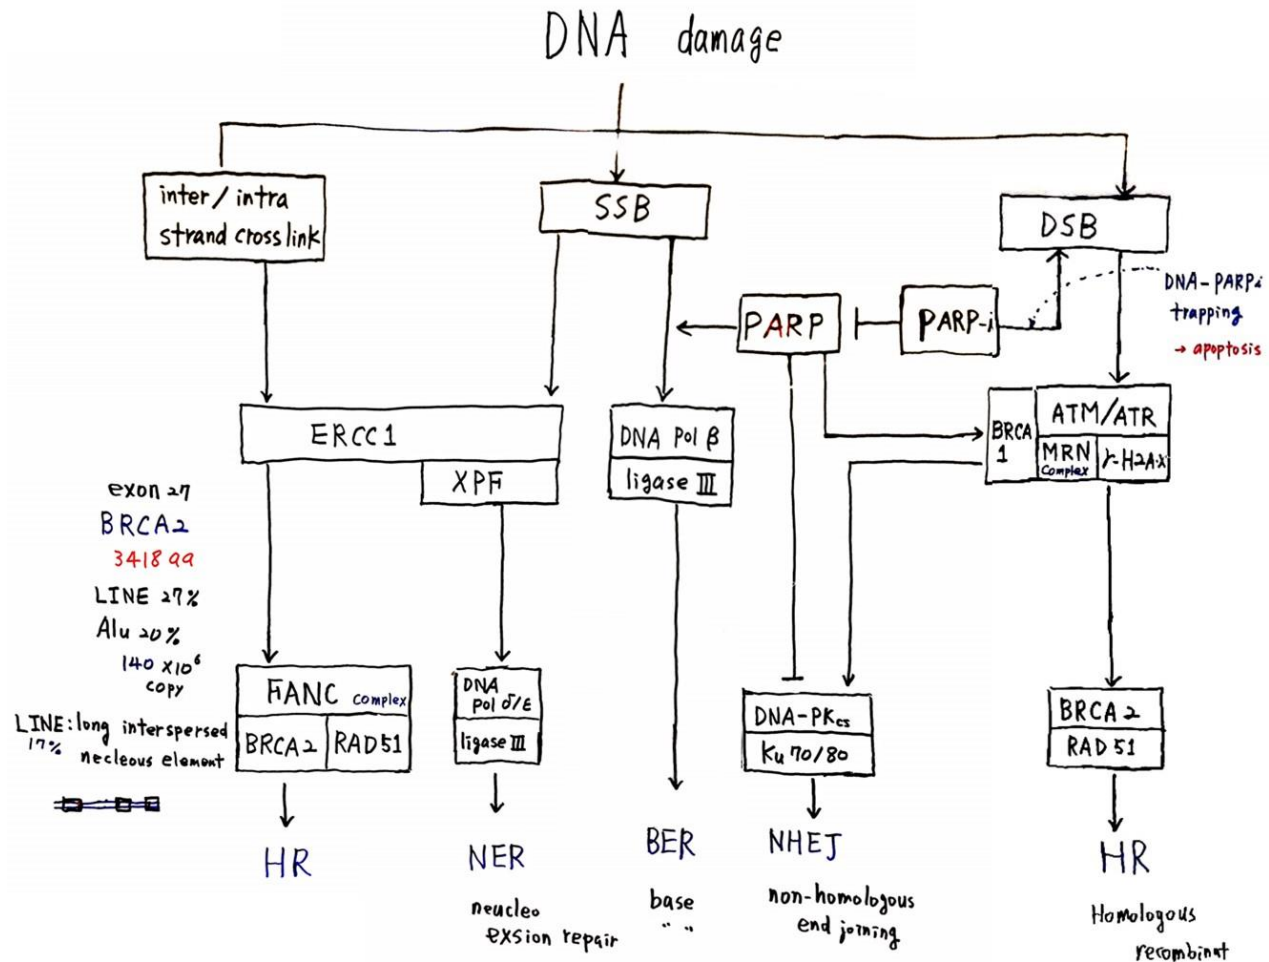 DNA damage
inter/intra
strand crosslink
SSB
DSB
PARP
PARP-i
DNA-PARPi
trapping
→ apoptosis
ERCC1
XPF
DNA Pol β
ligase III
BRCA
1
ATM/ATR
MRN
complex
γ-H2A·X
exon 27
BRCA2
3418 aa
LINE 27%
Alu 20%
140 x10⁶
copy
LINE: long interspersed
17%
necleous element
FANC complex
BRCA2
RAD51
DNA
pol δ/ε
ligase III
DNA-PKcs
Ku 70/80
BRCA2
RAD 51
HR
NER
neucleo
exsion repair
BER
base
〃 〃
NHEJ
non-homologous
end joining
HR
Homologous
recombinat